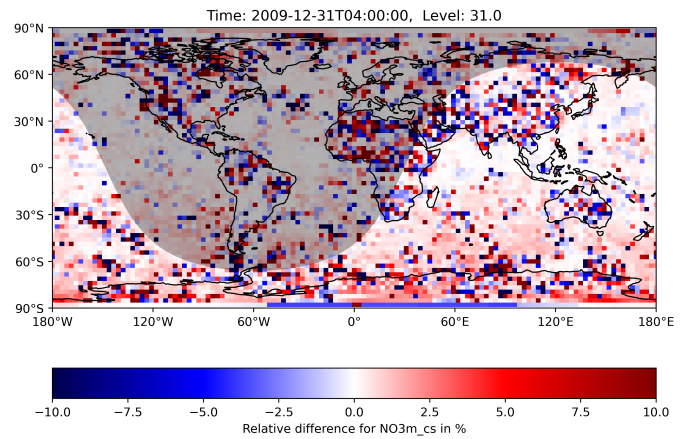 Time: 2009-12-31T04:00:00,  Level: 31.0
90°N
60°N
30°N
0°
30°S
60°S
90°S
180°W 120°W 60°W 0° 60°E 120°E 180°E
−10.0 −7.5 −5.0 −2.5 0.0 2.5 5.0 7.5 10.0
Relative difference for NO3m_cs in %